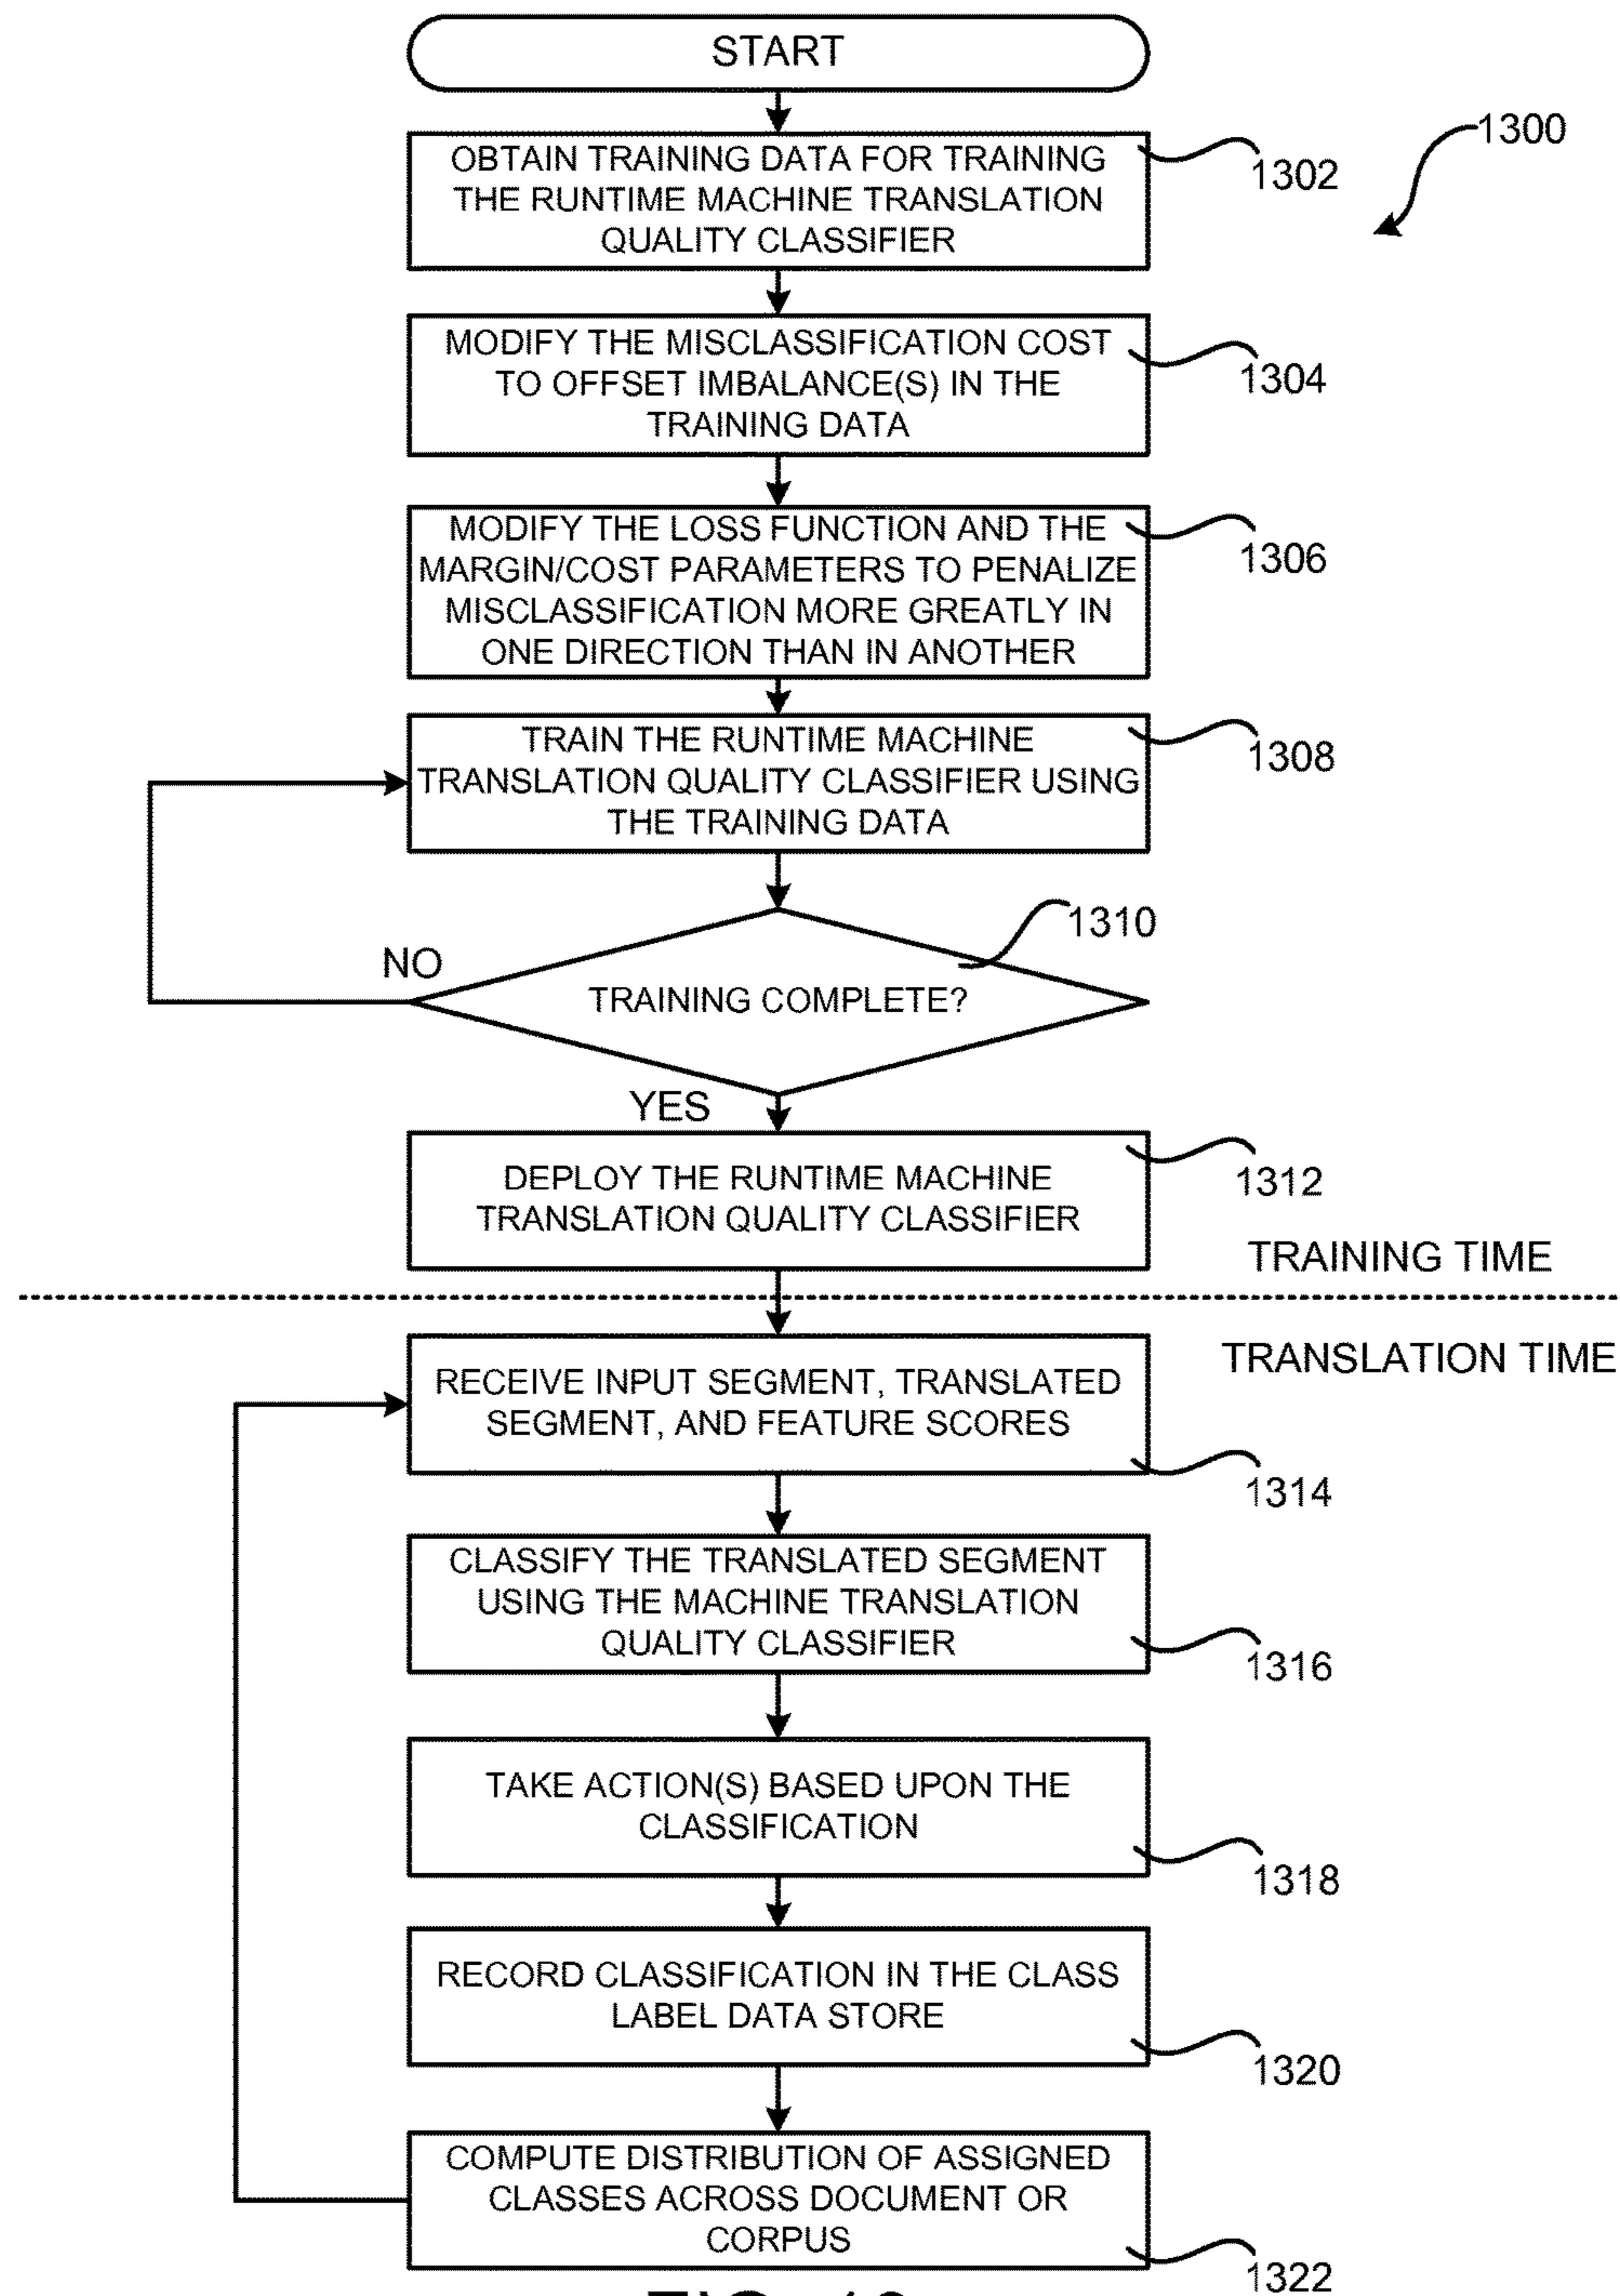 START
1300
OBTAIN TRAINING DATA FOR TRAINING
THE RUNTIME MACHINE TRANSLATION
QUALITY CLASSIFIER
1302
MODIFY THE MISCLASSIFICATION COST
TO OFFSET IMBALANCE(S) IN THE
TRAINING DATA
1304
MODIFY THE LOSS FUNCTION AND THE
MARGIN/COST PARAMETERS TO PENALIZE
MISCLASSIFICATION MORE GREATLY IN
ONE DIRECTION THAN IN ANOTHER
1306
TRAIN THE RUNTIME MACHINE
TRANSLATION QUALITY CLASSIFIER USING
THE TRAINING DATA
1308
1310
NO
TRAINING COMPLETE?
YES
DEPLOY THE RUNTIME MACHINE
TRANSLATION QUALITY CLASSIFIER
1312
TRAINING TIME
TRANSLATION TIME
RECEIVE INPUT SEGMENT, TRANSLATED
SEGMENT, AND FEATURE SCORES
1314
CLASSIFY THE TRANSLATED SEGMENT
USING THE MACHINE TRANSLATION
QUALITY CLASSIFIER
1316
TAKE ACTION(S) BASED UPON THE
CLASSIFICATION
1318
RECORD CLASSIFICATION IN THE CLASS
LABEL DATA STORE
1320
COMPUTE DISTRIBUTION OF ASSIGNED
CLASSES ACROSS DOCUMENT OR
CORPUS
1322